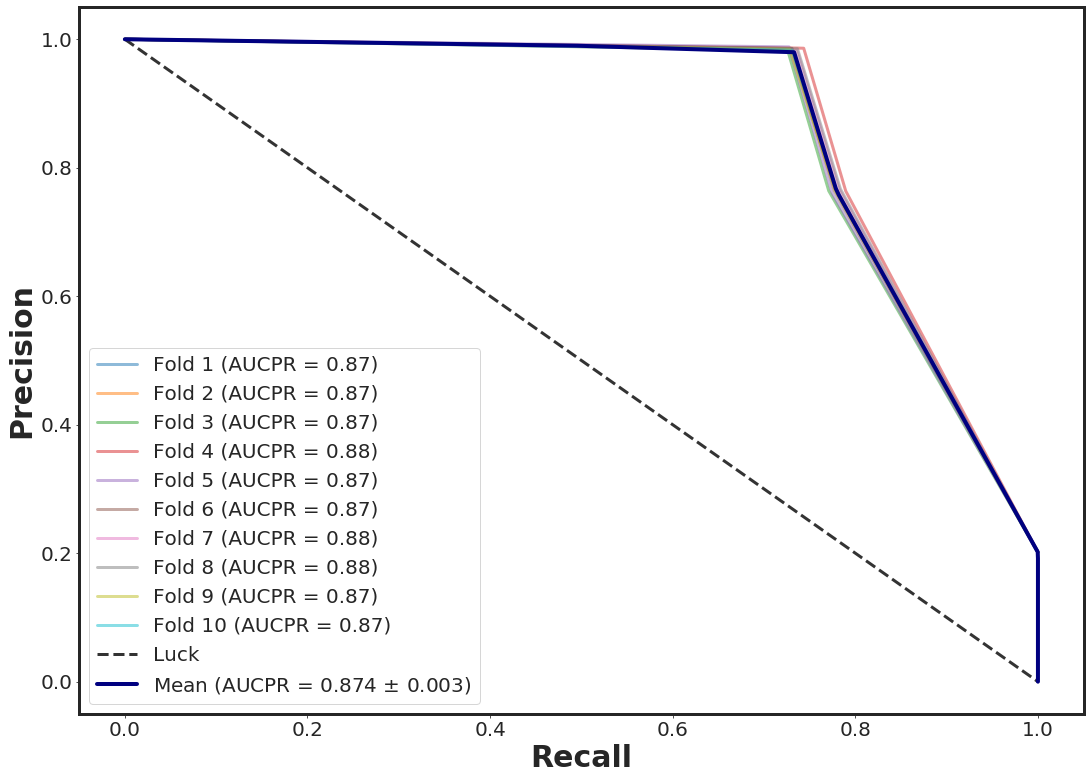 1.0
0.8
0.6
0.4
0.2
0.0
Precision
Fold 1 (AUCPR = 0.87)
Fold 2 (AUCPR = 0.87)
Fold 3 (AUCPR = 0.87)
Fold 4 (AUCPR = 0.88)
Fold 5 (AUCPR = 0.87)
Fold 6 (AUCPR = 0.87)
Fold 7 (AUCPR = 0.88)
Fold 8 (AUCPR = 0.88)
Fold 9 (AUCPR = 0.87)
Fold 10 (AUCPR = 0.87)
Luck
Mean (AUCPR = 0.874 ± 0.003)
0.0 0.2 0.4 0.6 0.8 1.0
Recall